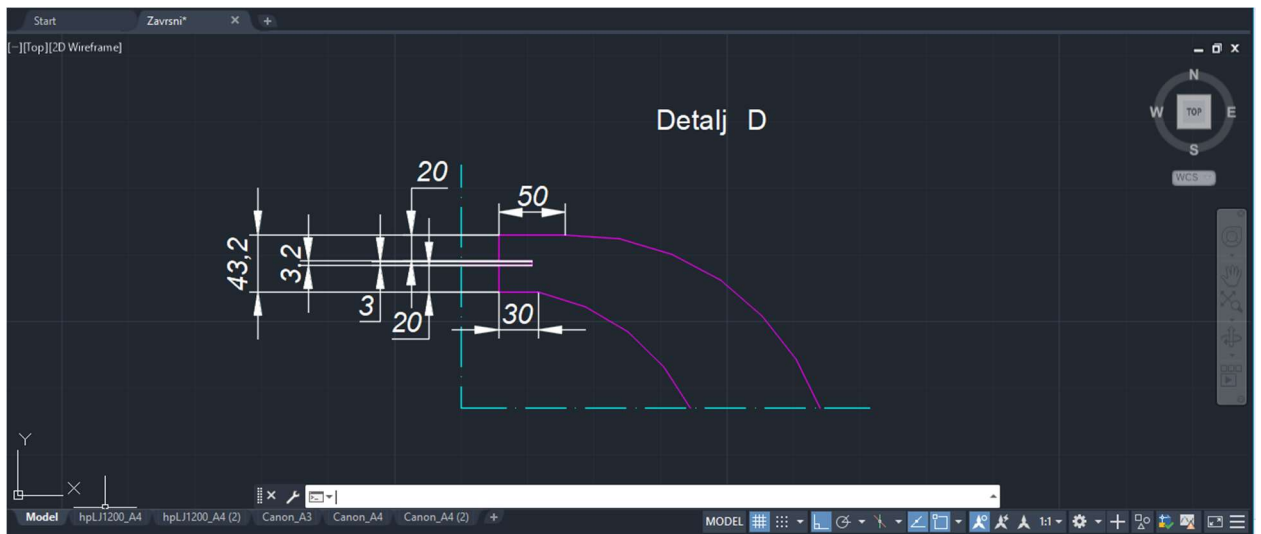 Start Zavrsni* × +
[−][Top][2D Wireframe]
N
W TOP E
S
WCS
Detalj D
20
50
43,2
3,2
3
20
30
Y
X
Model hpLJ1200_A4 hpLJ1200_A4 (2) Canon_A3 Canon_A4 Canon_A4 (2) +
MODEL 1:1